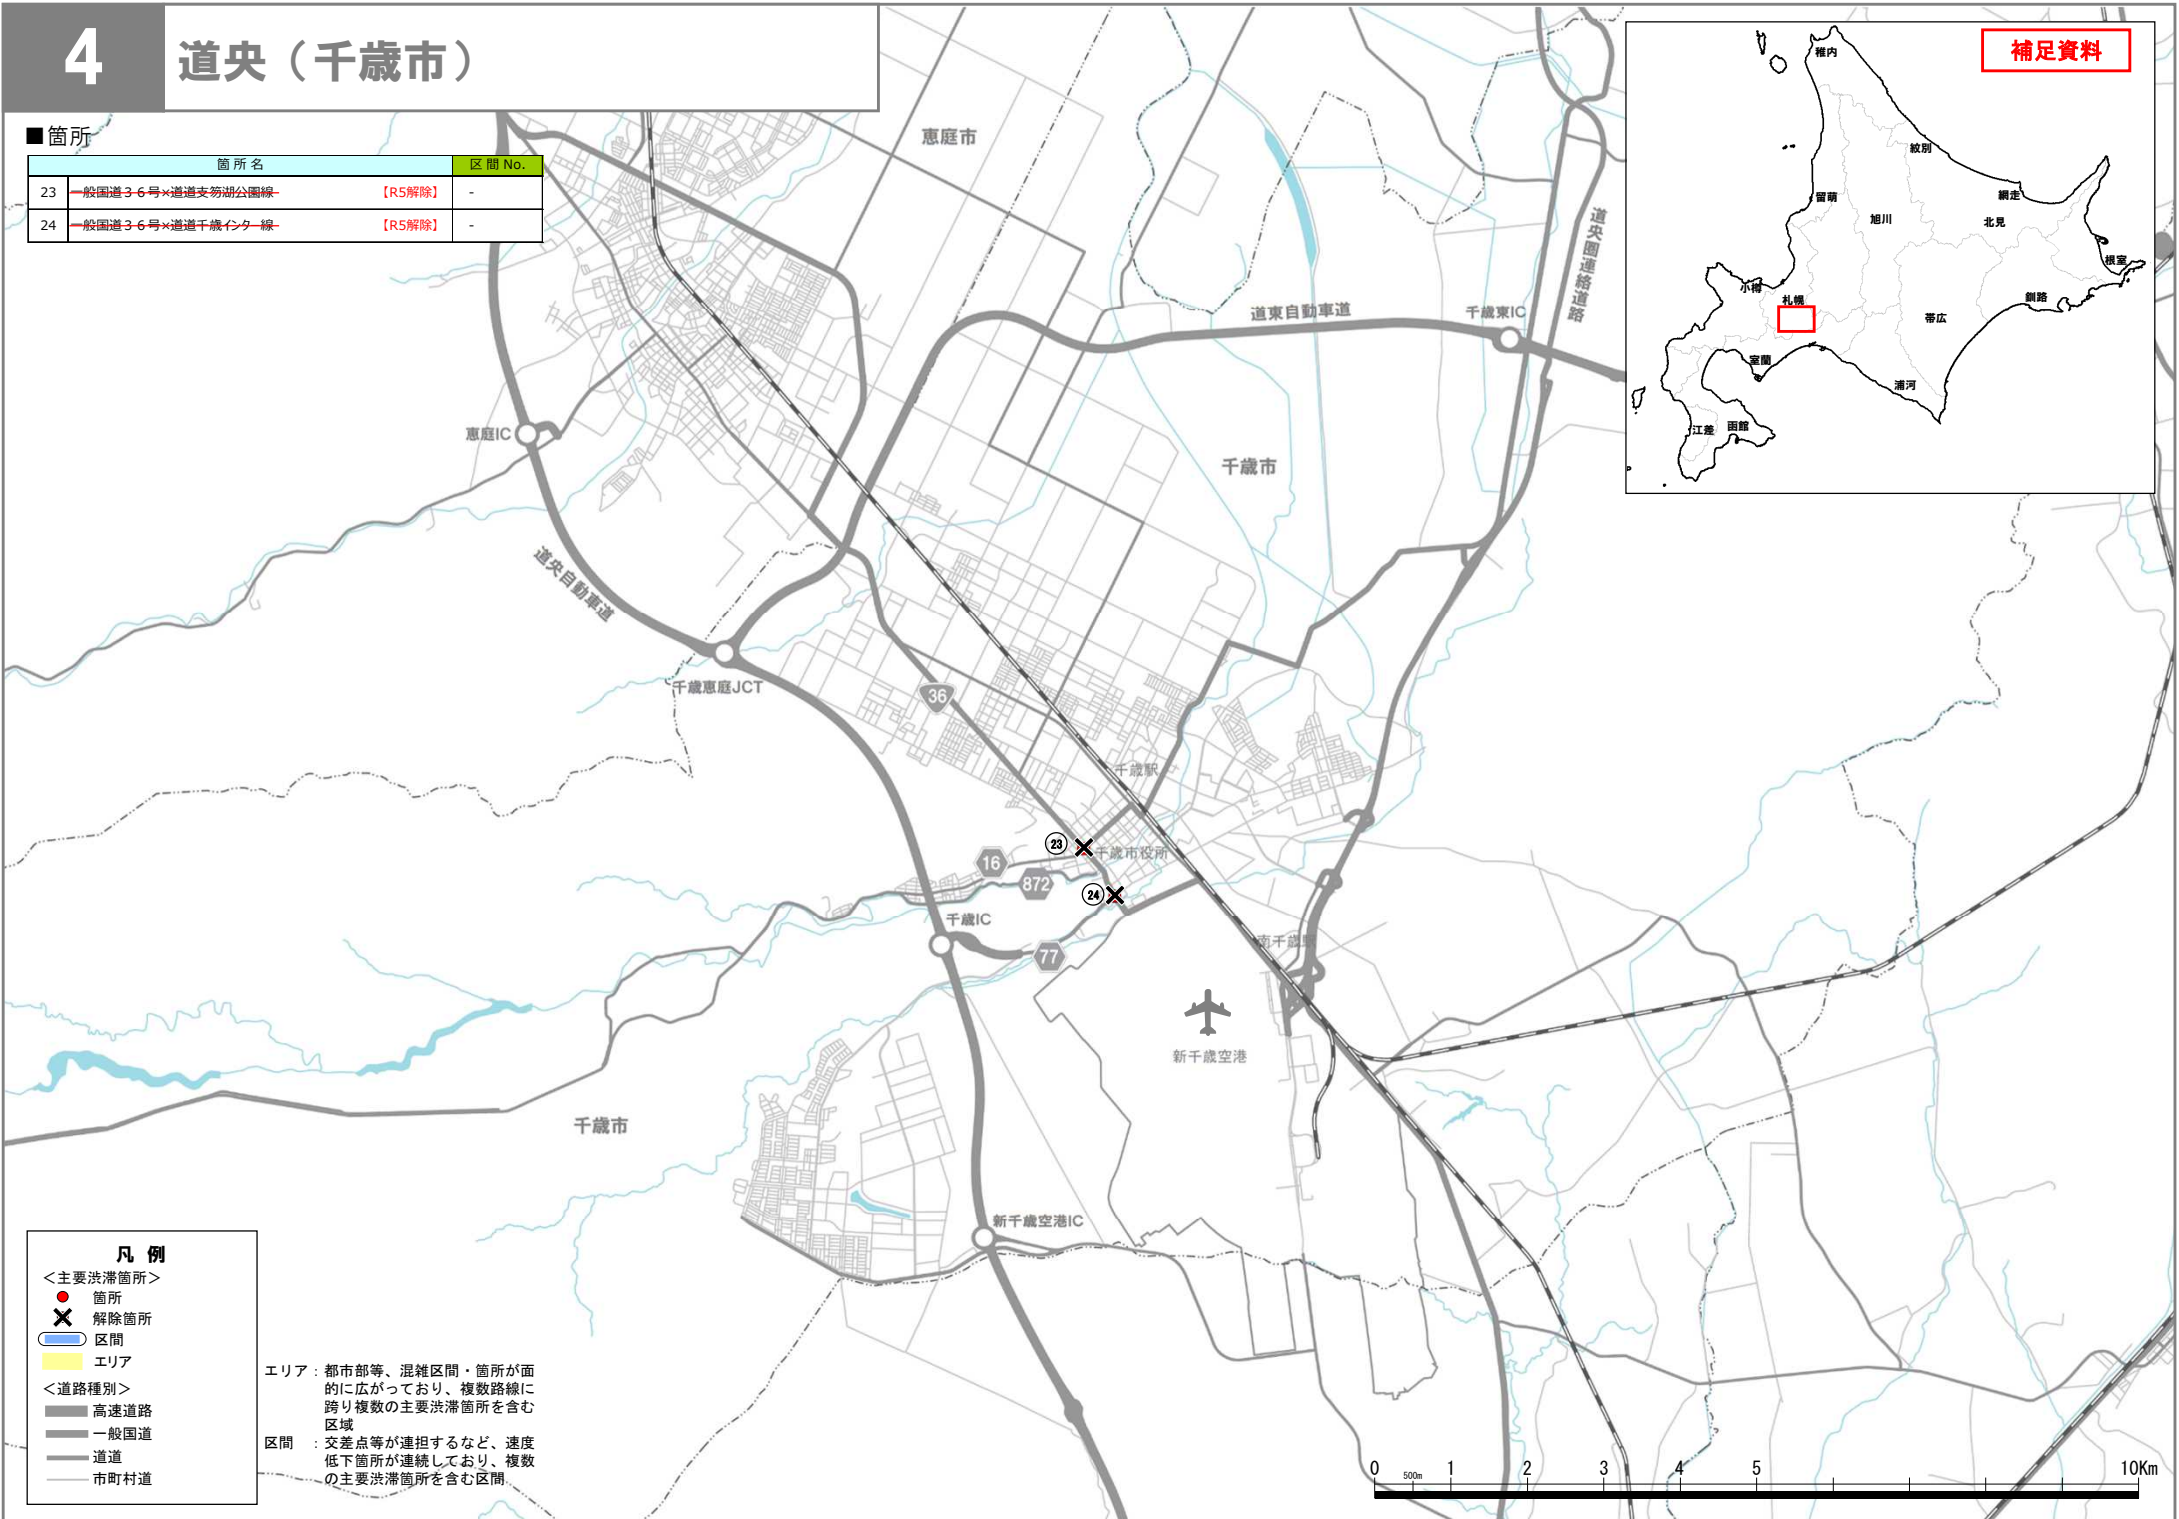 4
道央（千歳市）
補足資料
■箇所
箇所名 区間No.
23 一般国道３６号×道道支笏湖公園線 【R5解除】 -
24 一般国道３６号×道道千歳インター線 【R5解除】 -
稚内
紋別
留萌
網走
旭川
北見
根室
小樽
札幌
釧路
帯広
室蘭
浦河
江差
函館
恵庭市
道央圏連絡道路
道東自動車道
千歳東IC
恵庭IC
千歳市
道央自動車道
千歳恵庭JCT
36
千歳駅
23
千歳市役所
16
872
24
千歳IC
77
南千歳駅
新千歳空港
千歳市
新千歳空港IC
凡 例
＜主要渋滞箇所＞
箇所
解除箇所
区間
エリア
＜道路種別＞
高速道路
一般国道
道道
市町村道
エリア：都市部等、混雑区間・箇所が面
的に広がっており、複数路線に
跨り複数の主要渋滞箇所を含む
区域
区間　：交差点等が連担するなど、速度
低下箇所が連続しており、複数
の主要渋滞箇所を含む区間
0 500m 1 2 3 4 5 10Km